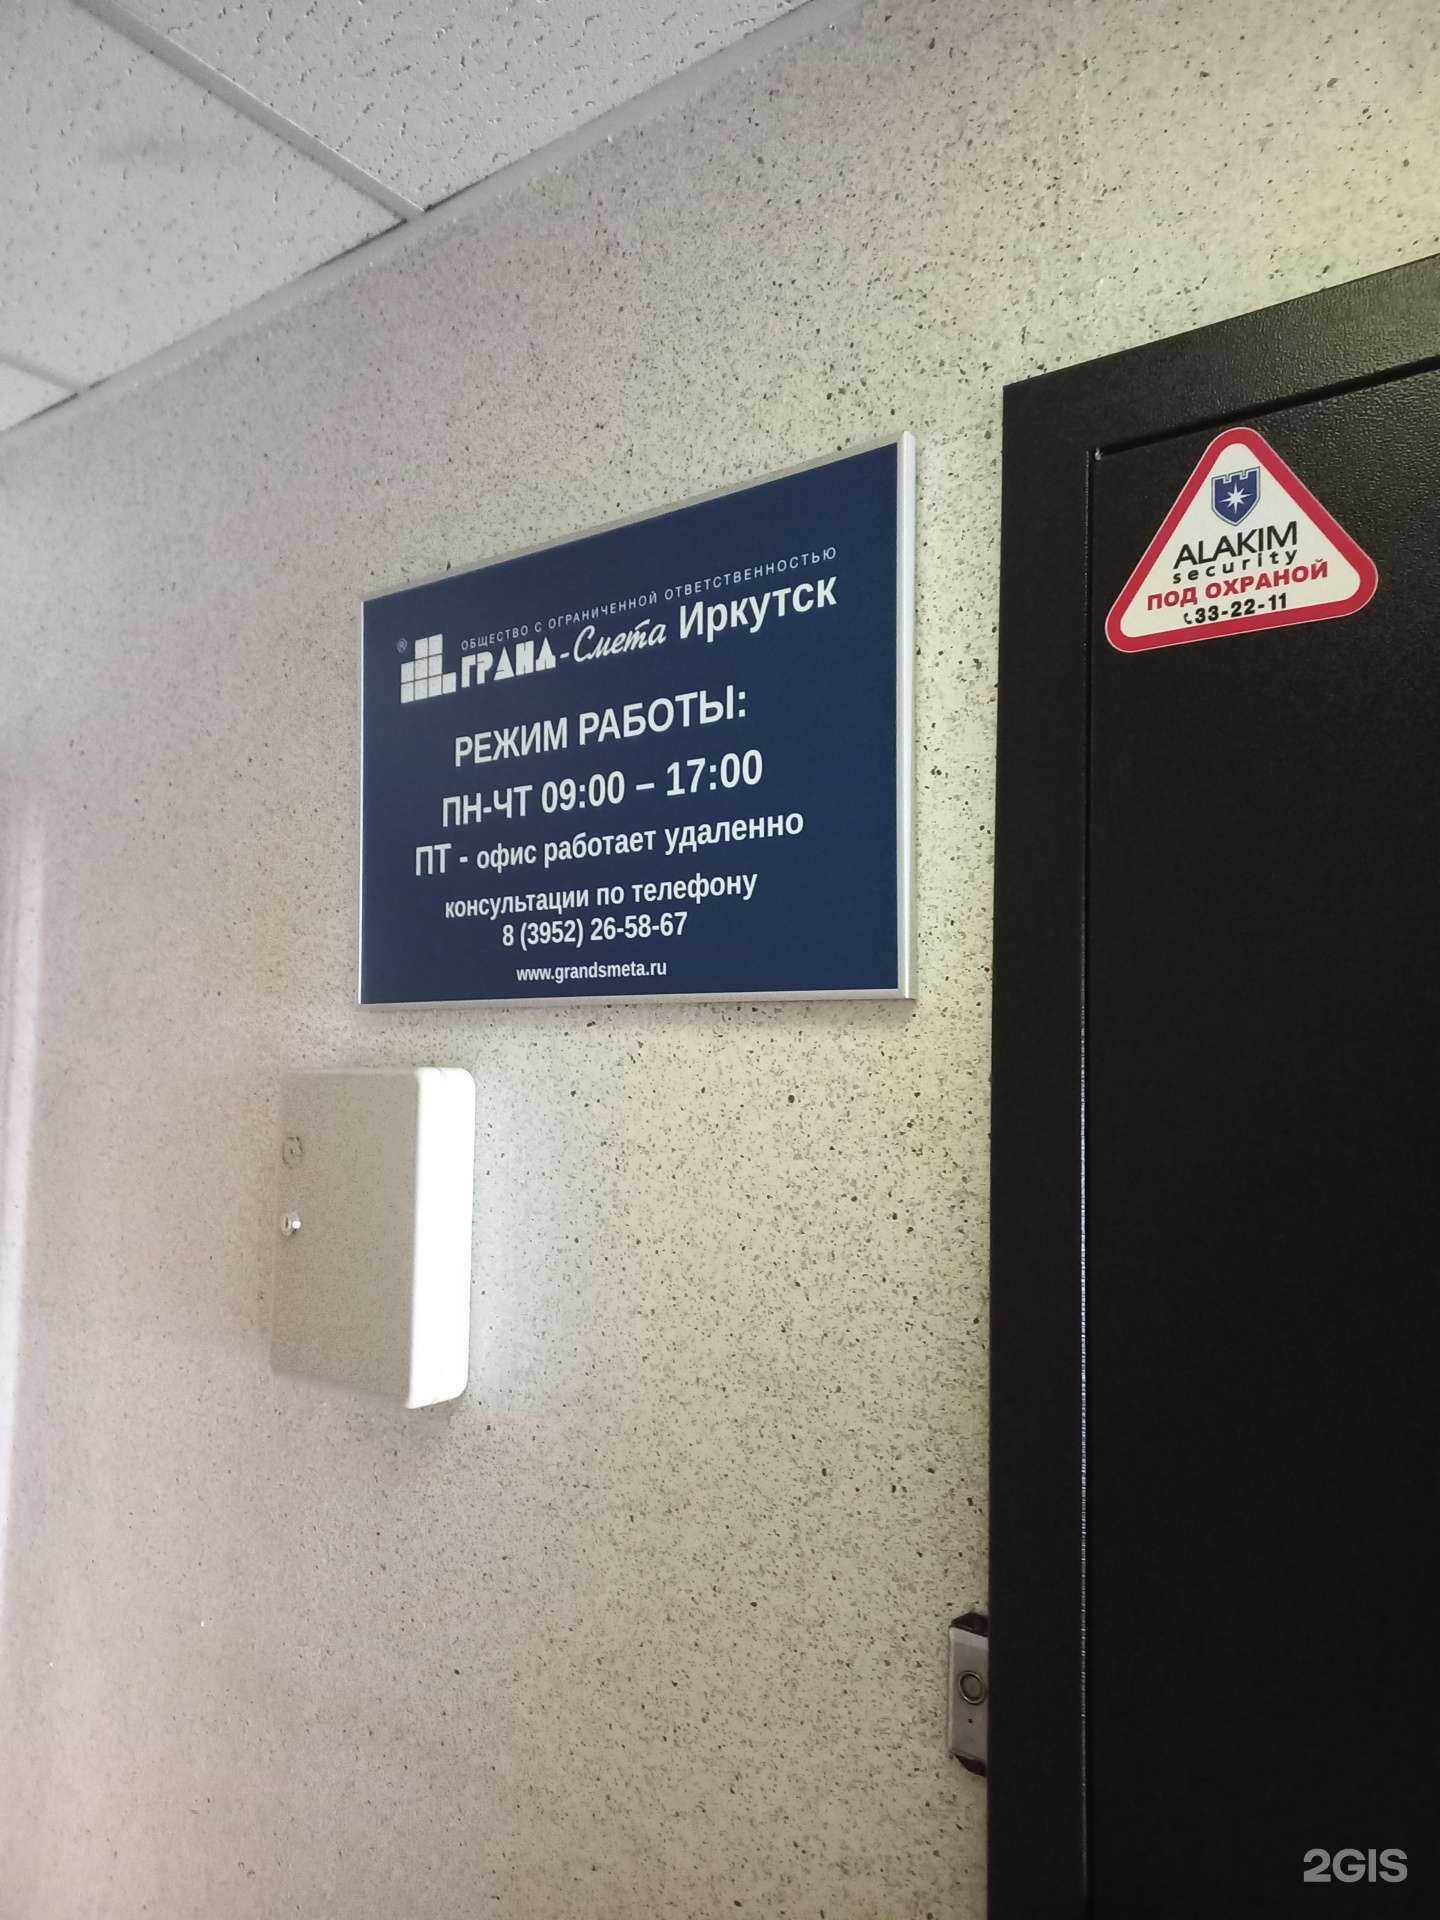 ОБЩЕСТВО С ОГРАНИЧЕННОЙ ОТВЕТСТВЕННОСТЬЮ
® ГРАНД-Смета Иркутск
РЕЖИМ РАБОТЫ:
ПН-ЧТ 09:00 – 17:00
ПТ - офис работает удаленно
консультации по телефону
8 (3952) 26-58-67
www.grandsmeta.ru
ALAKIM
security
ПОД ОХРАНОЙ
33-22-11
2GIS